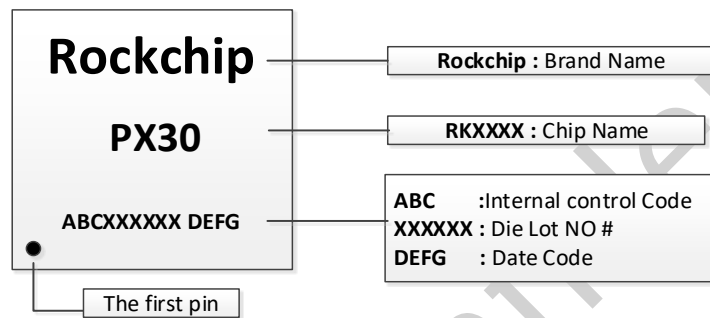 Rockchip
Rockchip : Brand Name
PX30
RKXXXX : Chip Name
ABCXXXXXX DEFG
ABC :Internal control Code
XXXXXX : Die Lot NO #
DEFG : Date Code
The first pin